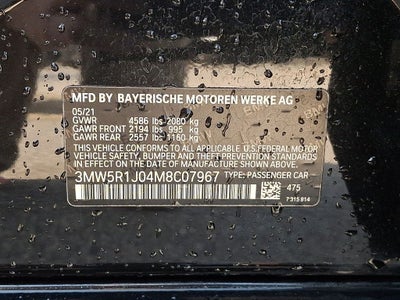 MFD BY BAYERISCHE MOTOREN WERKE AG
05/21
GVWR 4586 lbs 2080 kg
GAWR FRONT 2194 lbs 995 kg
GAWR REAR 2557 lbs 1160 kg
THIS VEHICLE CONFORMS TO ALL APPLICABLE
U.S. FEDERAL MOTOR VEHICLE SAFETY,
BUMPER AND THEFT PREVENTION STANDARDS IN
EFFECT ON THE DATE OF MANUFACTURE SHOWN ABOVE.
3MW5R1J04M8C07967 TYPE: PASSENGER CAR
475
7 315 914